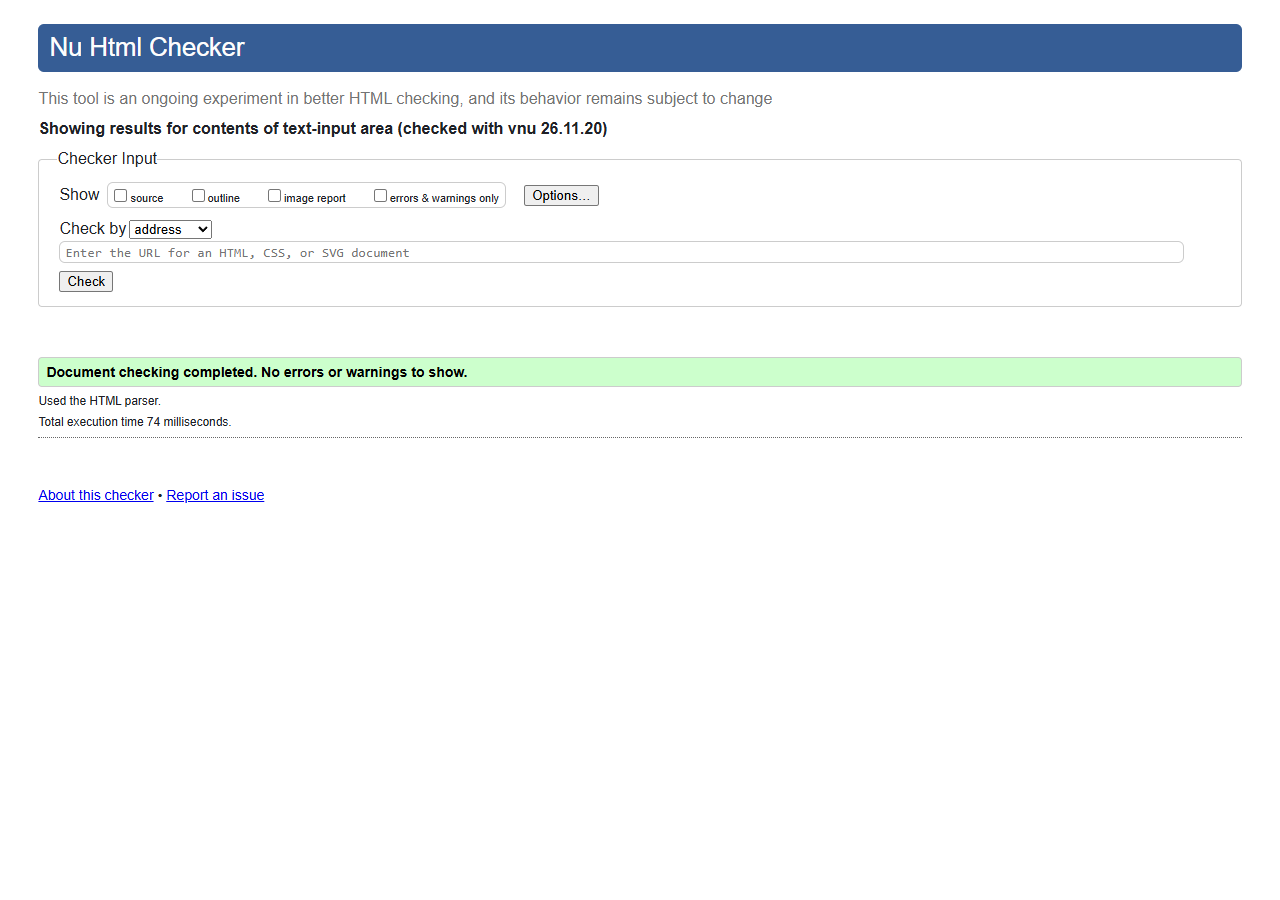 Nu Html Checker
This tool is an ongoing experiment in better HTML checking, and its behavior remains subject to change
Showing results for contents of text-input area (checked with vnu 26.11.20)
Checker Input
Show source outline image report errors & warnings only Options...
Check by address
Enter the URL for an HTML, CSS, or SVG document
Check
Document checking completed. No errors or warnings to show.
Used the HTML parser.
Total execution time 74 milliseconds.
About this checker • Report an issue